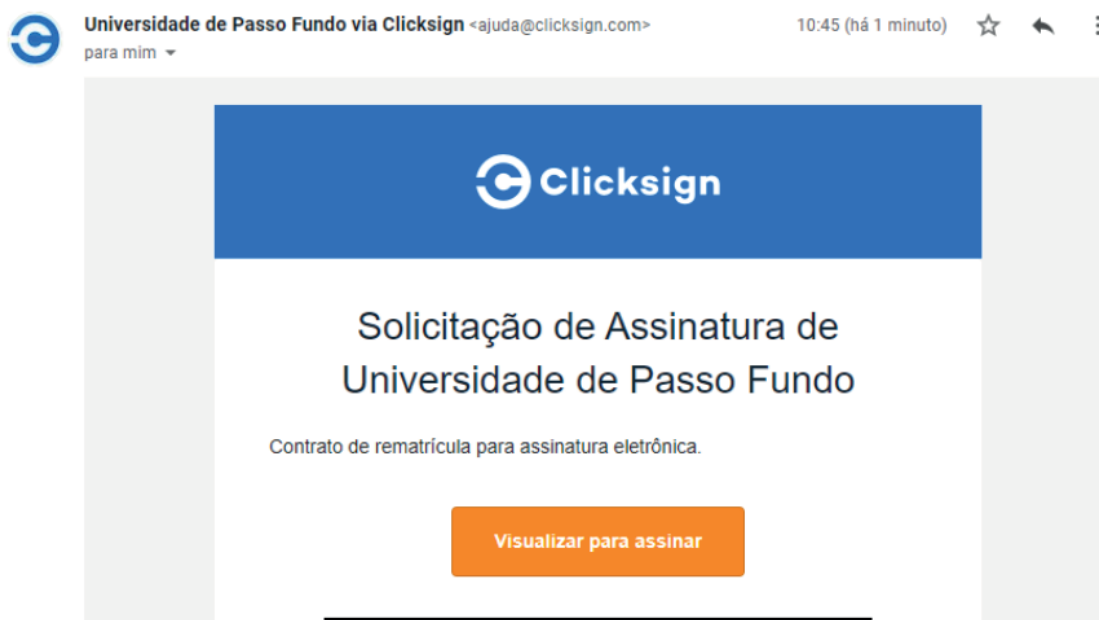 Universidade de Passo Fundo via Clicksign <ajuda@clicksign.com> 10:45 (há 1 minuto)
para mim
Clicksign
Solicitação de Assinatura de
Universidade de Passo Fundo
Contrato de rematrícula para assinatura eletrônica.
Visualizar para assinar